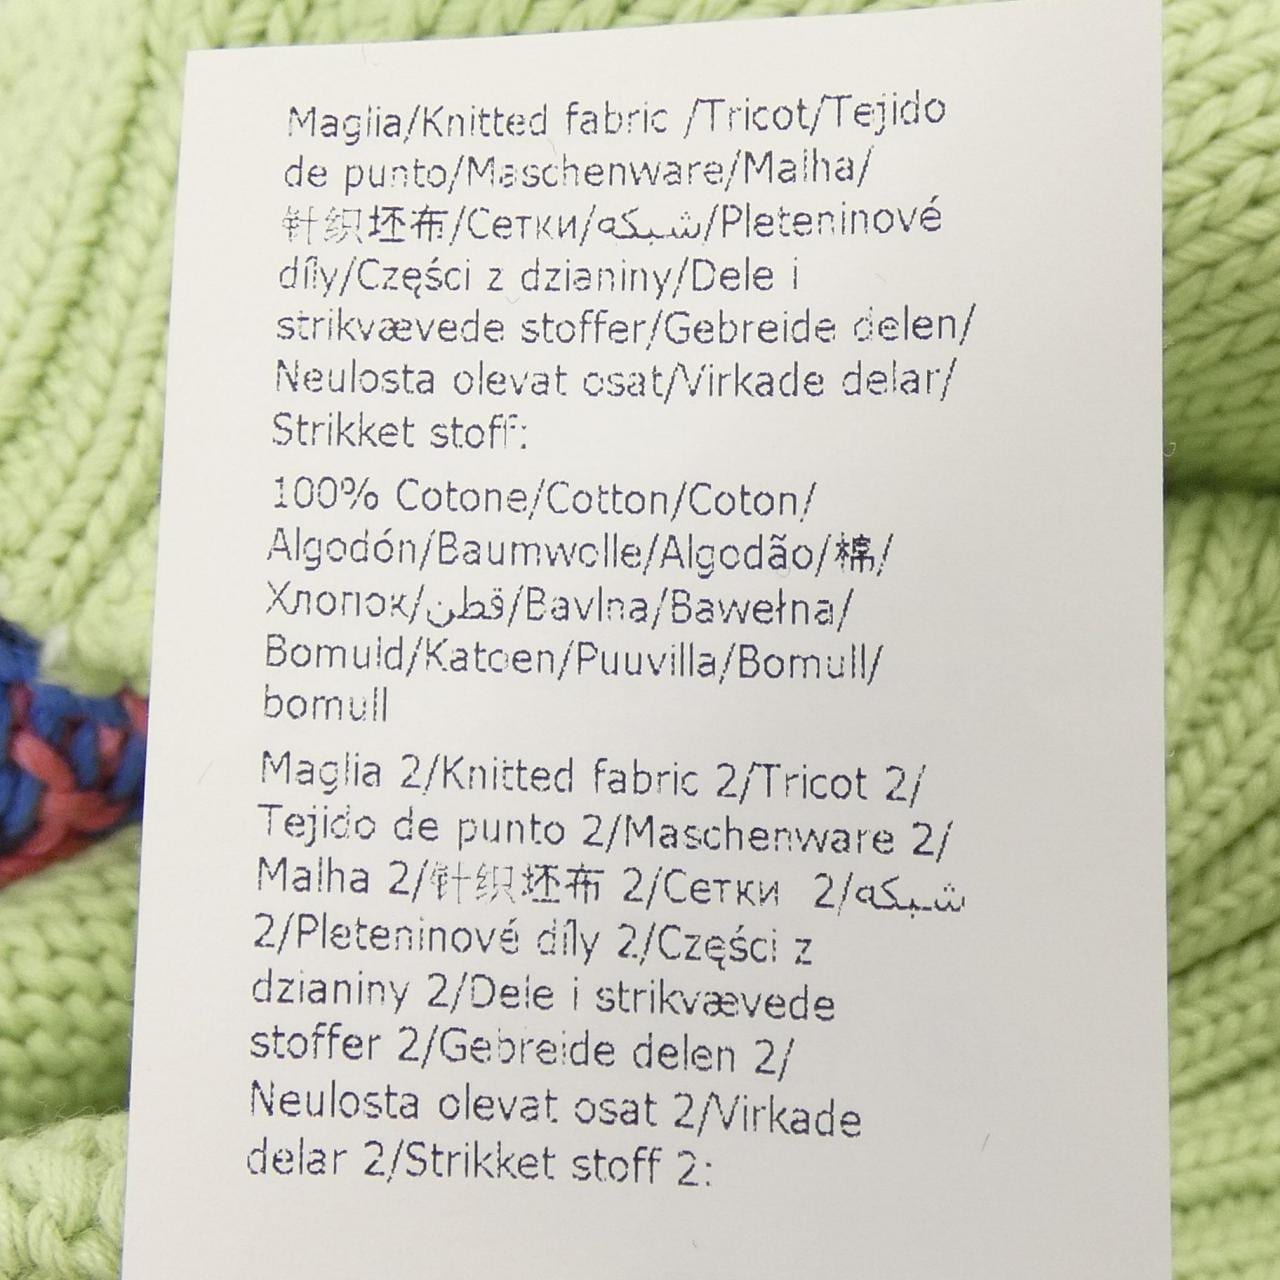 Maglia/Knitted fabric /Tricot/Tejido
de punto/Maschenware/Malha/
针织坯布/Сетки/شبكه/Pleteninové
díly/Części z dzianiny/Dele i
strikvævede stoffer/Gebreide delen/
Neulosta olevat osat/Virkade delar/
Strikket stoff:
100% Cotone/Cotton/Coton/
Algodón/Baumwolle/Algodão/棉/
Хлопок/قطن/Bavlna/Bawełna/
Bomuld/Katoen/Puuvilla/Bomull/
bomull
Maglia 2/Knitted fabric 2/Tricot 2/
Tejido de punto 2/Maschenware 2/
Malha 2/针织坯布 2/Сетки 2/شبكه
2/Pleteninové díly 2/Części z
dzianiny 2/Dele i strikvævede
stoffer 2/Gebreide delen 2/
Neulosta olevat osat 2/Virkade
delar 2/Strikket stoff 2: